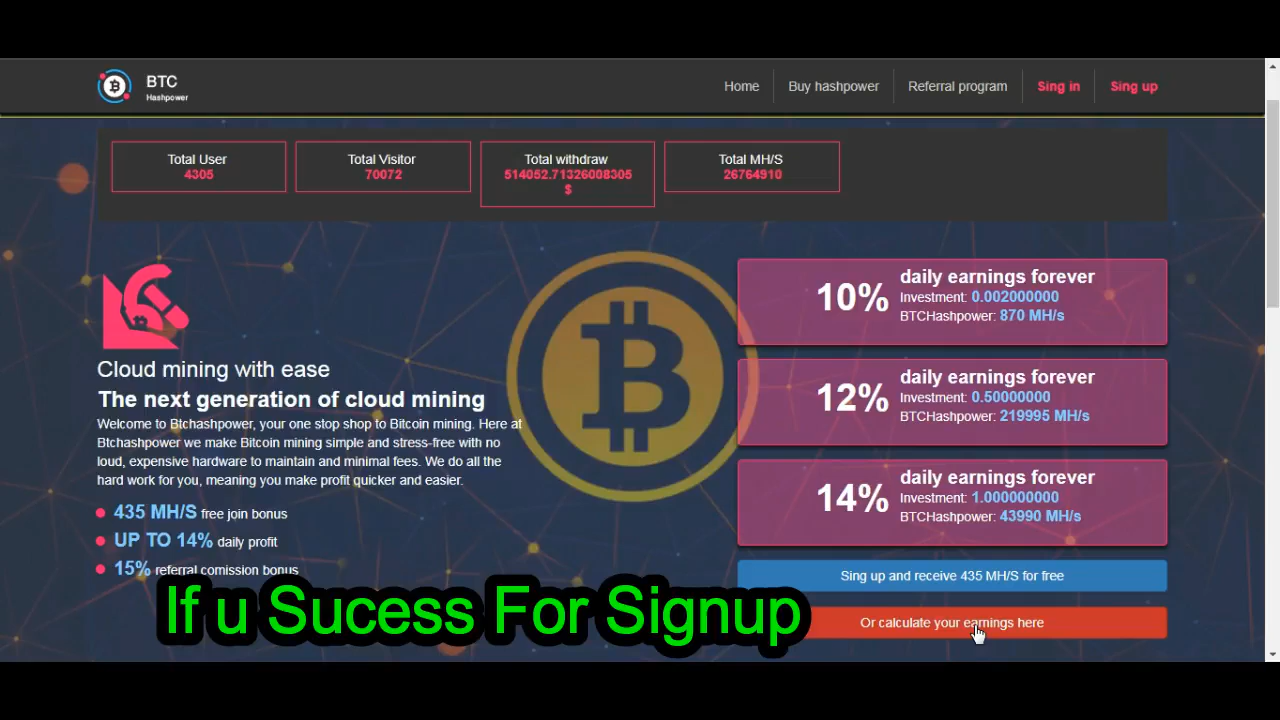 BTC
Hashpower
Home
Buy hashpower
Referral program
Sing in
Sing up
Total User
4305
Total Visitor
70072
Total withdraw
514052.71326008305
$
Total MH/S
26764910
Cloud mining with ease
The next generation of cloud mining
Welcome to Btchashpower, your one stop shop to Bitcoin mining. Here at
Btchashpower we make Bitcoin mining simple and stress-free with no
loud, expensive hardware to maintain and minimal fees. We do all the
hard work for you, meaning you make profit quicker and easier.
435 MH/S free join bonus
UP TO 14% daily profit
15% referral comission bonus
10%
daily earnings forever
Investment: 0.002000000
BTCHashpower: 870 MH/s
12%
daily earnings forever
Investment: 0.50000000
BTCHashpower: 219995 MH/s
14%
daily earnings forever
Investment: 1.000000000
BTCHashpower: 43990 MH/s
Sing up and receive 435 MH/S for free
Or calculate your earnings here
If u Sucess For Signup